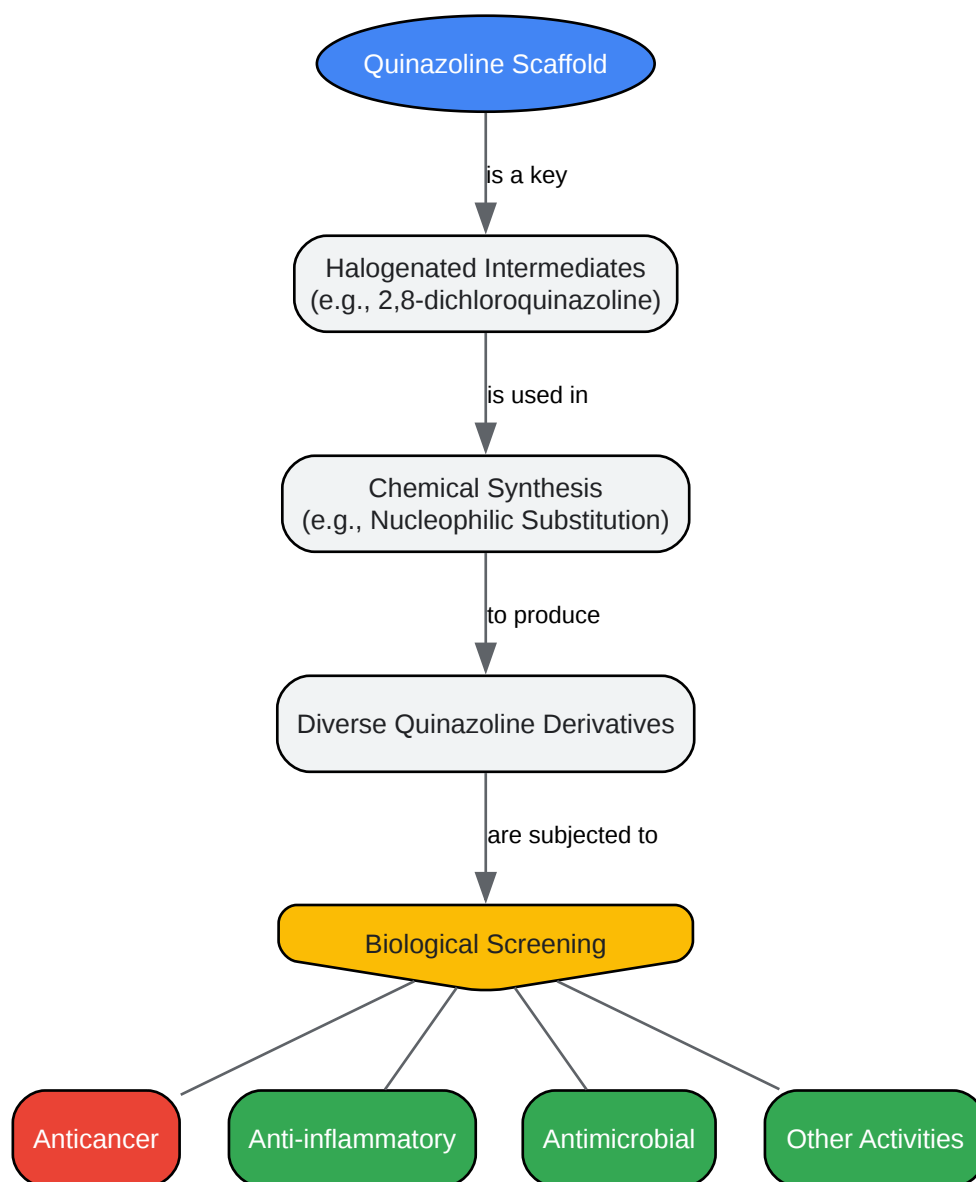 Quinazoline Scaffold
is a key
Halogenated Intermediates
(e.g., 2,8-dichloroquinazoline)
is used in
Chemical Synthesis
(e.g., Nucleophilic Substitution)
to produce
Diverse Quinazoline Derivatives
are subjected to
Biological Screening
Anticancer
Anti-inflammatory
Antimicrobial
Other Activities